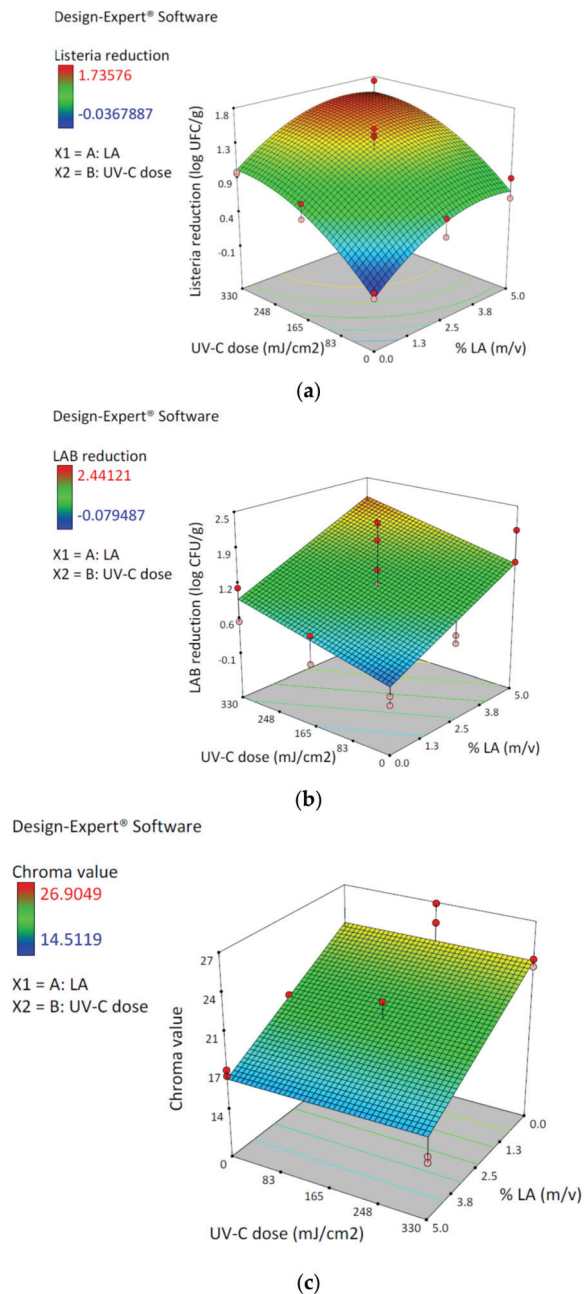 Design-Expert® Software
Listeria reduction
1.73576
-0.0367887
X1 = A: LA
X2 = B: UV-C dose
Listeria reduction (log UFC/g)
1.8
1.3
0.9
0.4
-0.1
330
248
165
83
0
UV-C dose (mJ/cm2)
0.0
1.3
2.5
3.8
5.0
% LA (m/v)
(a)
Design-Expert® Software
LAB reduction
2.44121
-0.079487
X1 = A: LA
X2 = B: UV-C dose
LAB reduction (log CFU/g)
2.5
1.9
1.2
0.6
-0.1
330
248
165
83
0
UV-C dose (mJ/cm2)
0.0
1.3
2.5
3.8
5.0
% LA (m/v)
(b)
Design-Expert® Software
Chroma value
26.9049
14.5119
X1 = A: LA
X2 = B: UV-C dose
Chroma value
27
24
21
17
14
0
83
165
248
330
UV-C dose (mJ/cm2)
5.0
3.8
2.5
1.3
0.0
% LA (m/v)
(c)